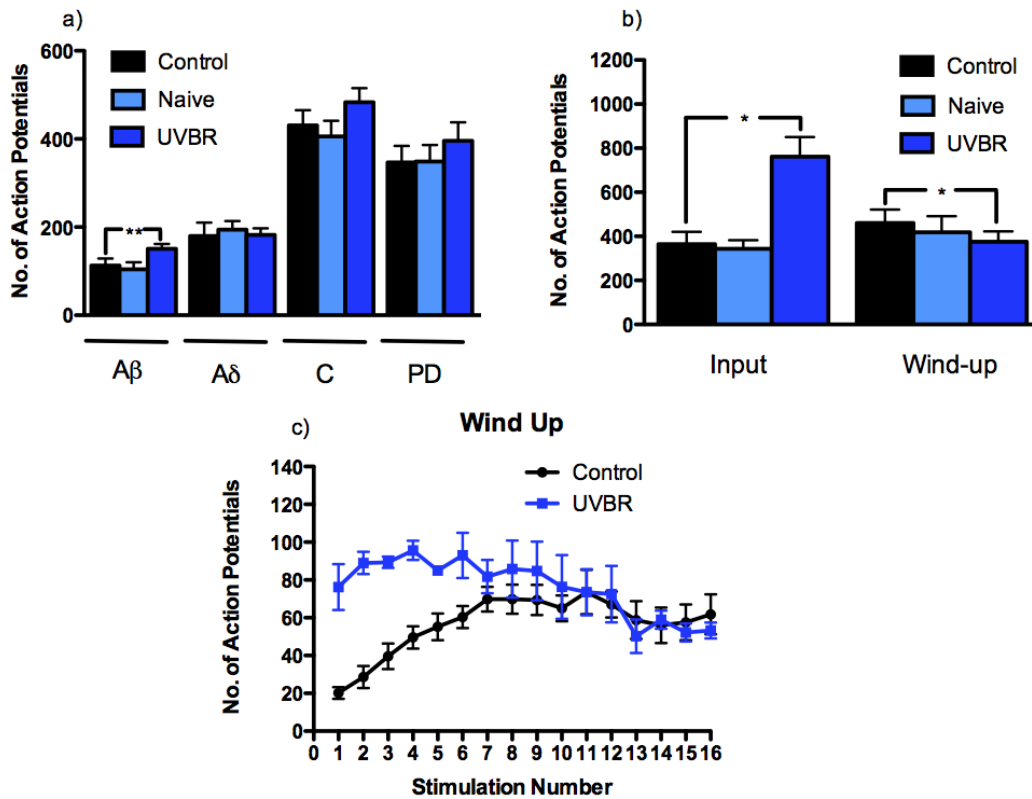 a)
No. of Action Potentials
600
400
200
0
Control
Naive
UVBR
**
Aβ
Aδ
C
PD
b)
No. of Action Potentials
1200
1000
800
600
400
200
0
Control
Naive
UVBR
*
*
Input
Wind-up
c)
Wind Up
No. of Action Potentials
140
120
100
80
60
40
20
0
Control
UVBR
0 1 2 3 4 5 6 7 8 9 10 11 12 13 14 15 16
Stimulation Number